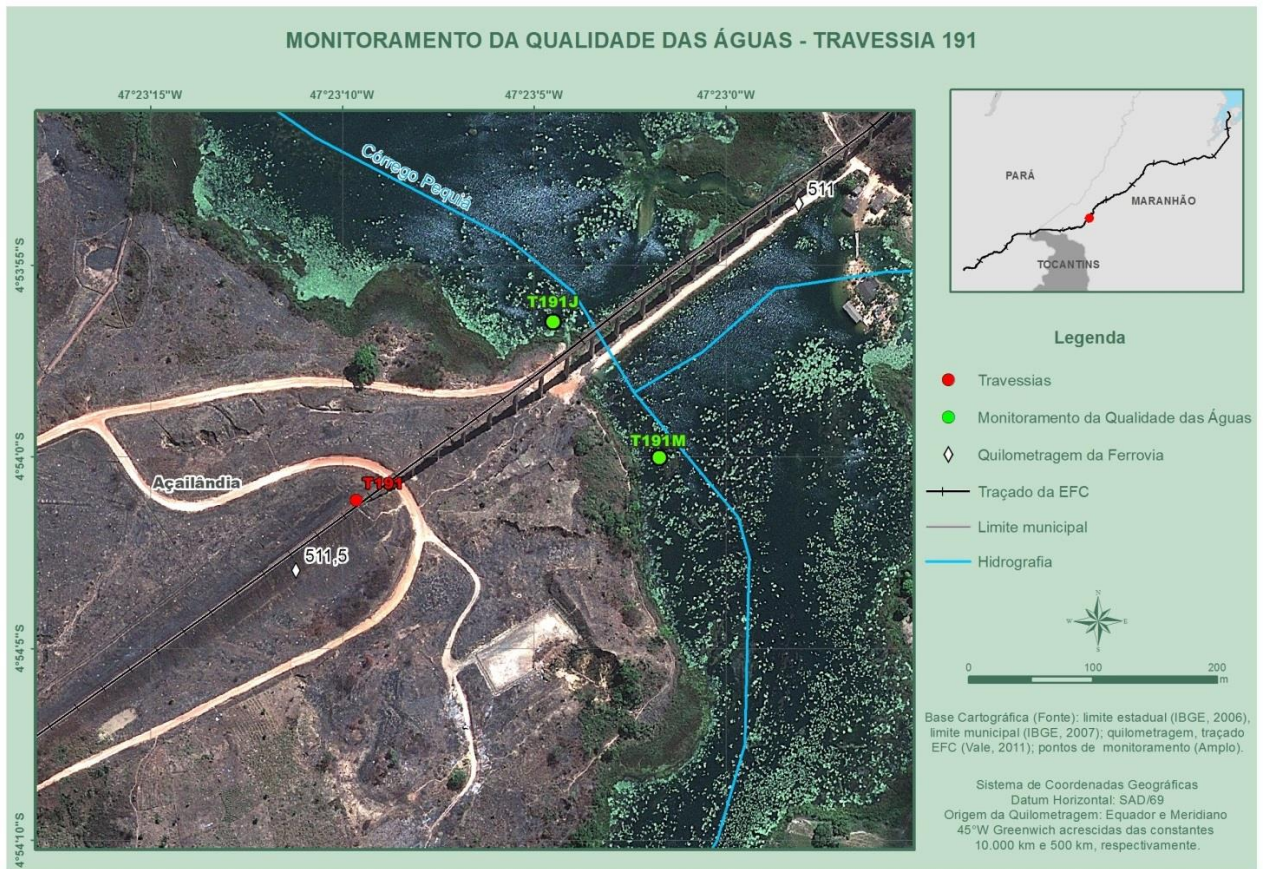 MONITORAMENTO DA QUALIDADE DAS ÁGUAS - TRAVESSIA 191
47°23'15"W
47°23'10"W
47°23'5"W
47°23'0"W
4°53'55"S
4°54'0"S
4°54'5"S
4°54'10"S
Córrego Pequiá
511
T191J
T191M
Açailândia
T191
511,5
PARÁ
MARANHÃO
TOCANTINS
Legenda
Travessias
Monitoramento da Qualidade das Águas
Quilometragem da Ferrovia
Traçado da EFC
Limite municipal
Hidrografia
N
W E
S
0 100 200
m
Base Cartográfica (Fonte): limite estadual (IBGE, 2006),
limite municipal (IBGE, 2007); quilometragem, traçado
EFC (Vale, 2011); pontos de monitoramento (Amplo).
Sistema de Coordenadas Geográficas
Datum Horizontal: SAD/69
Origem da Quilometragem: Equador e Meridiano
45°W Greenwich acrescidas das constantes
10.000 km e 500 km, respectivamente.